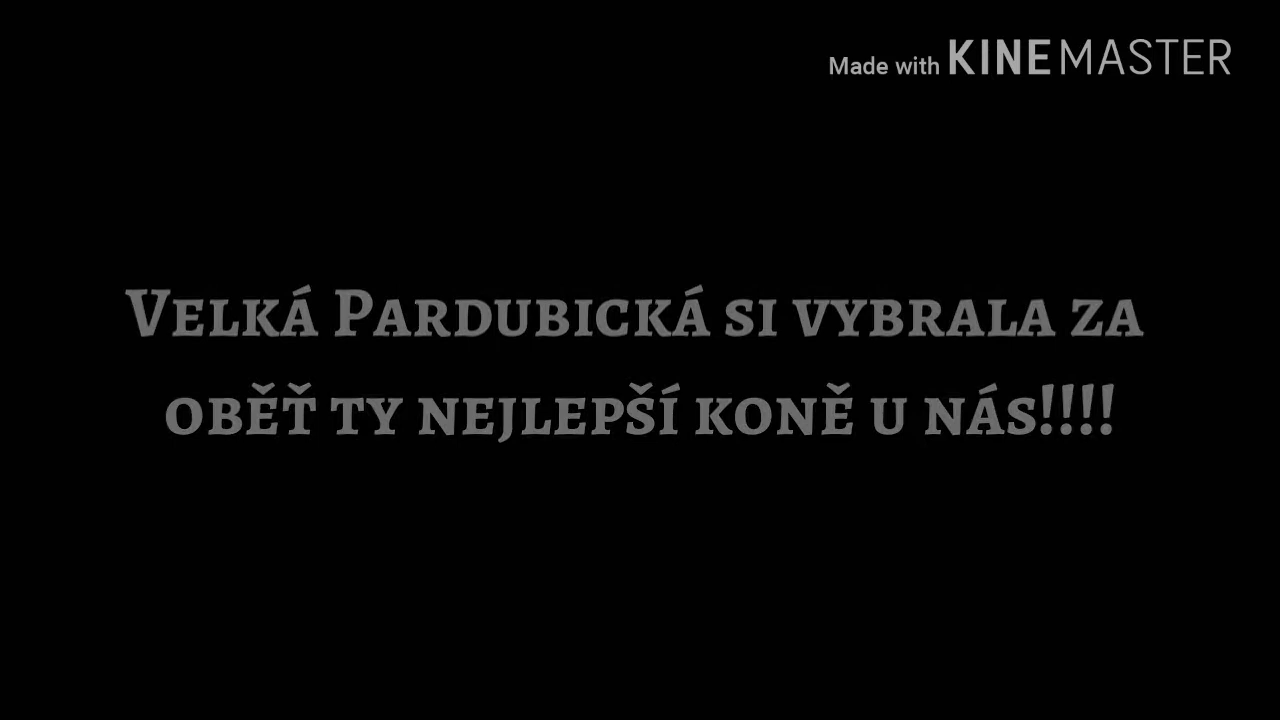 Made with KINEMASTER
Velká Pardubická si vybrala za
oběť ty nejlepší koně u nás!!!!